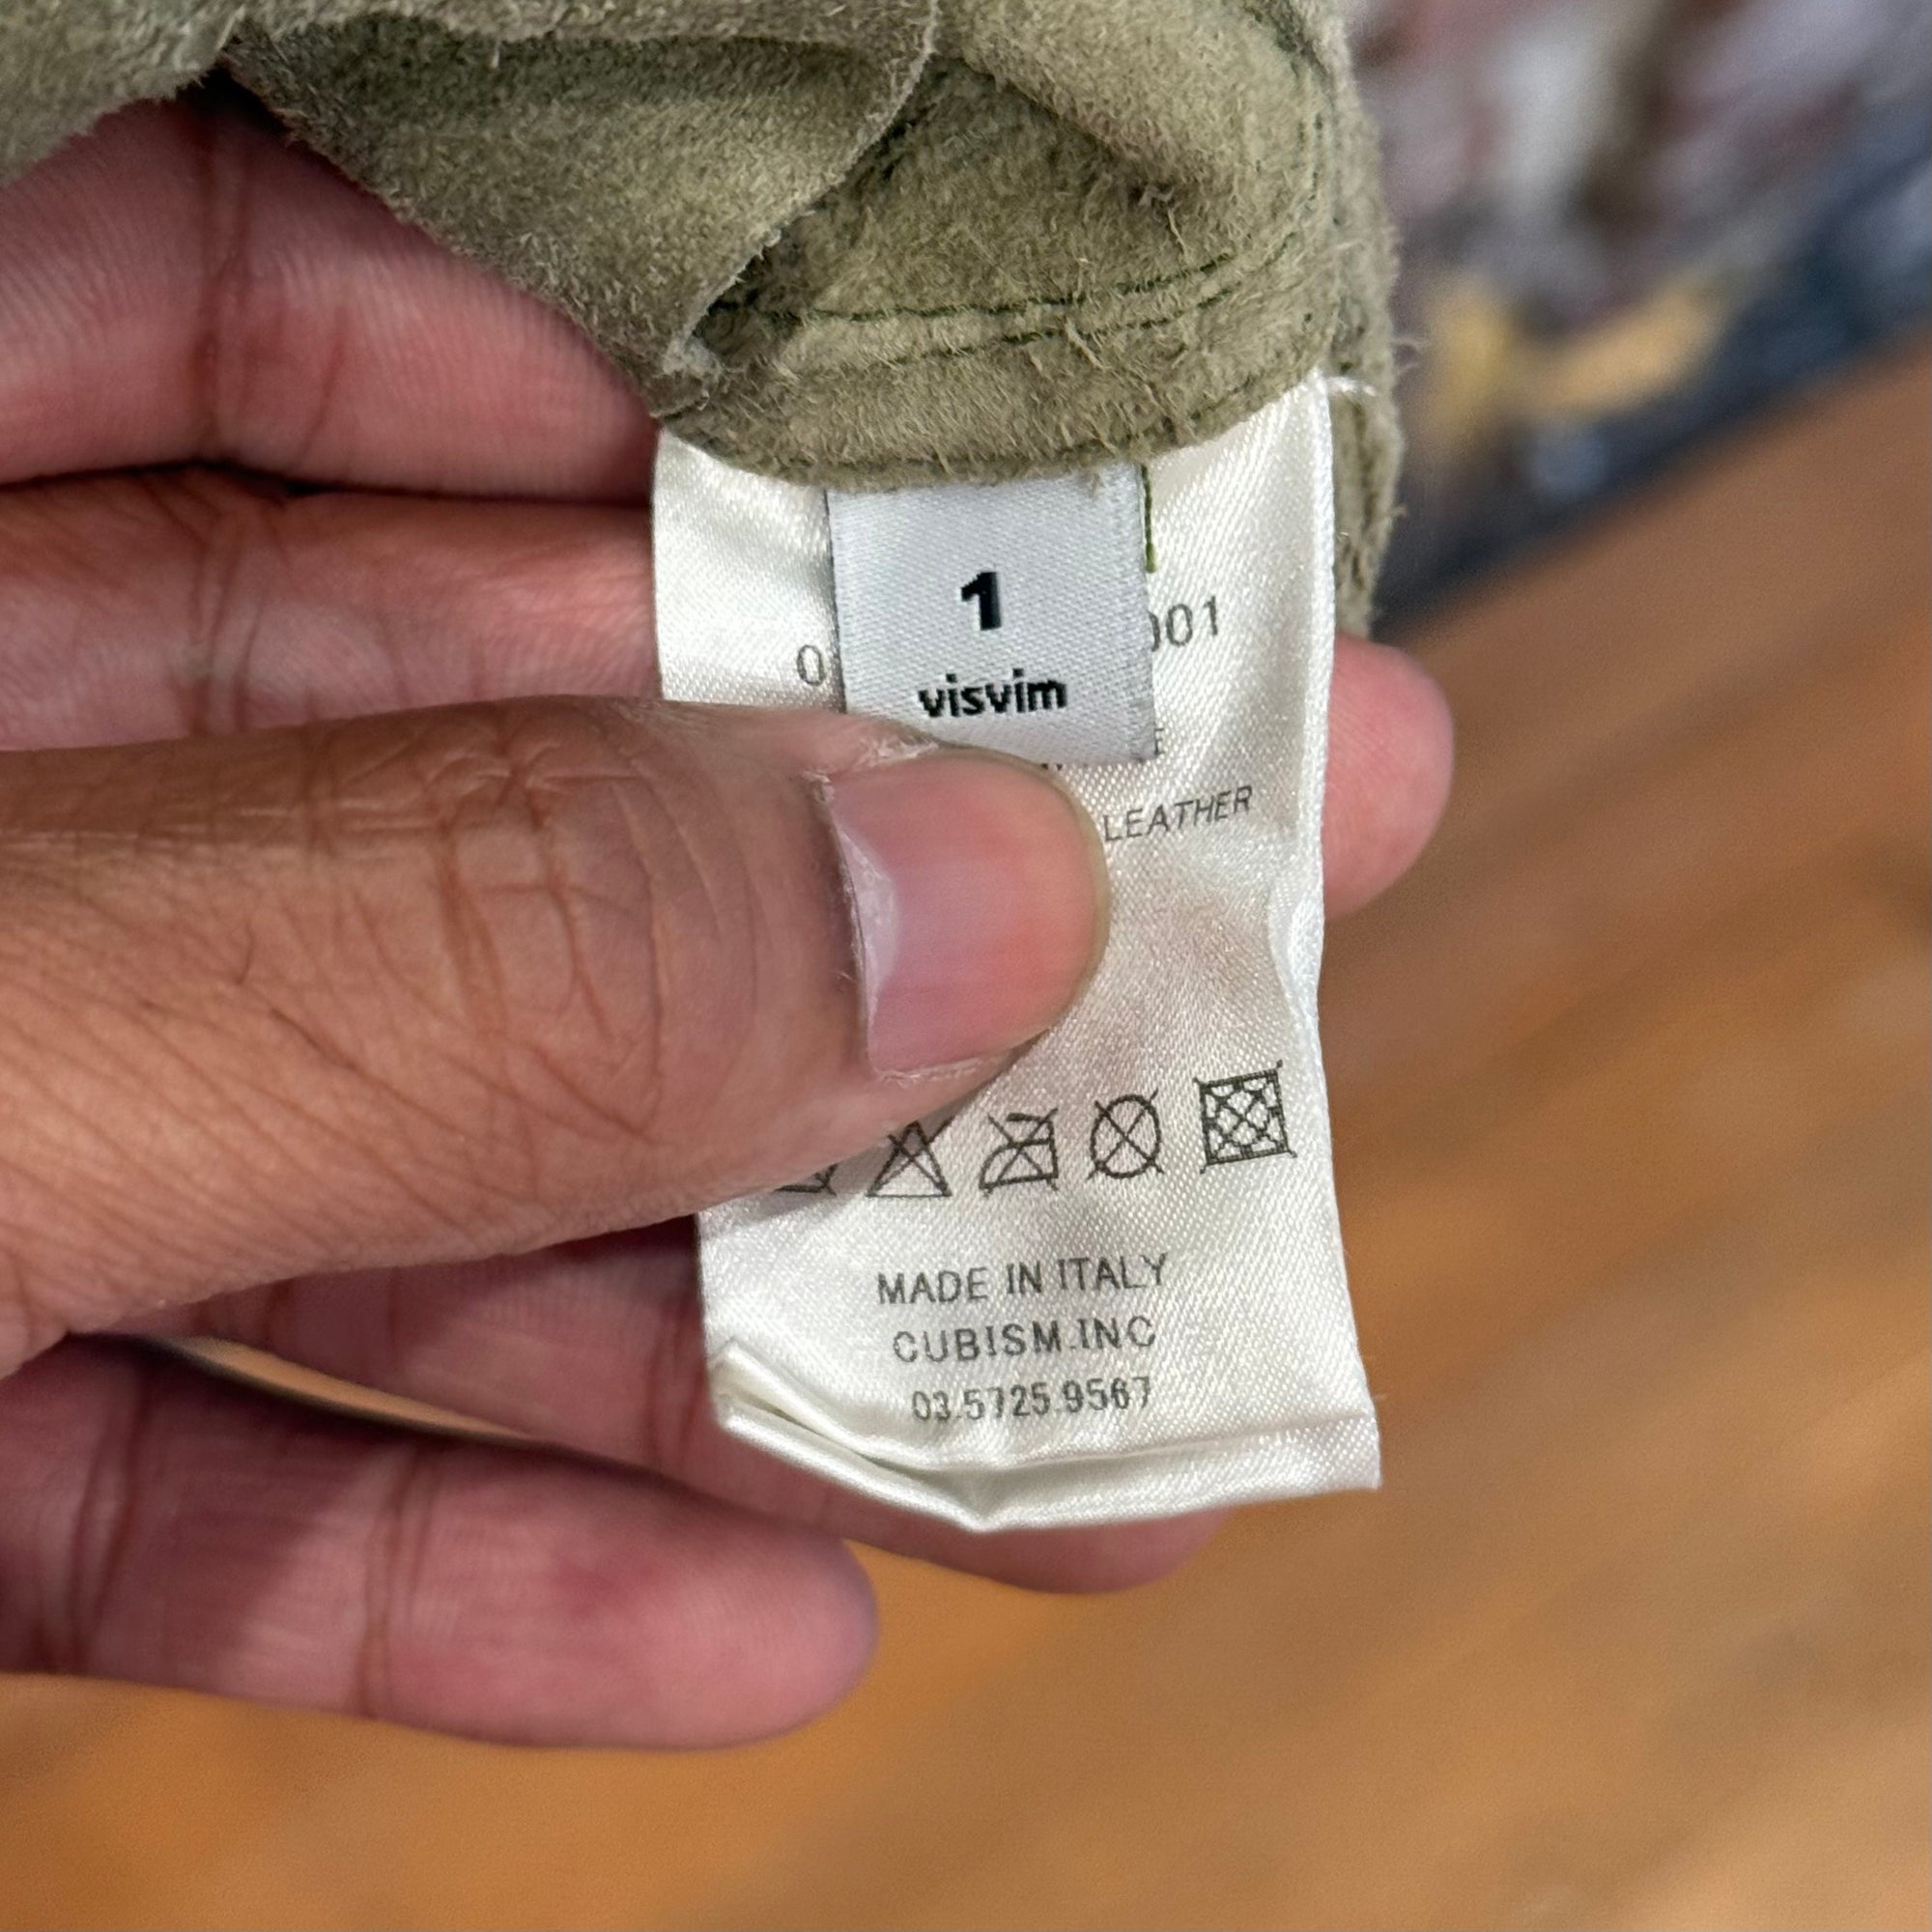 1
visvim
LEATHER
MADE IN ITALY
CUBISM.INC
03.5725.9567